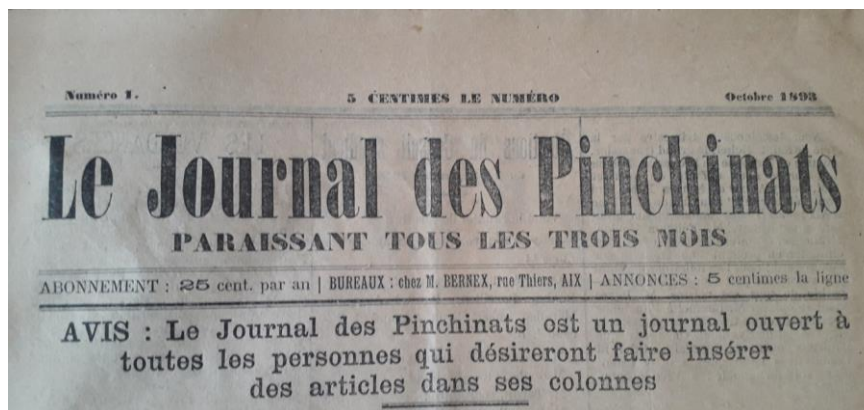 Numéro 1. 5 CENTIMES LE NUMÉRO Octobre 1893
Le Journal des Pinchinats
PARAISSANT TOUS LES TROIS MOIS
ABONNEMENT : 25 cent. par an | BUREAUX : chez M. BERNEX, rue Thiers, AIX | ANNONCES : 5 centimes la ligne
AVIS : Le Journal des Pinchinats est un journal ouvert à
toutes les personnes qui désireront faire insérer
des articles dans ses colonnes